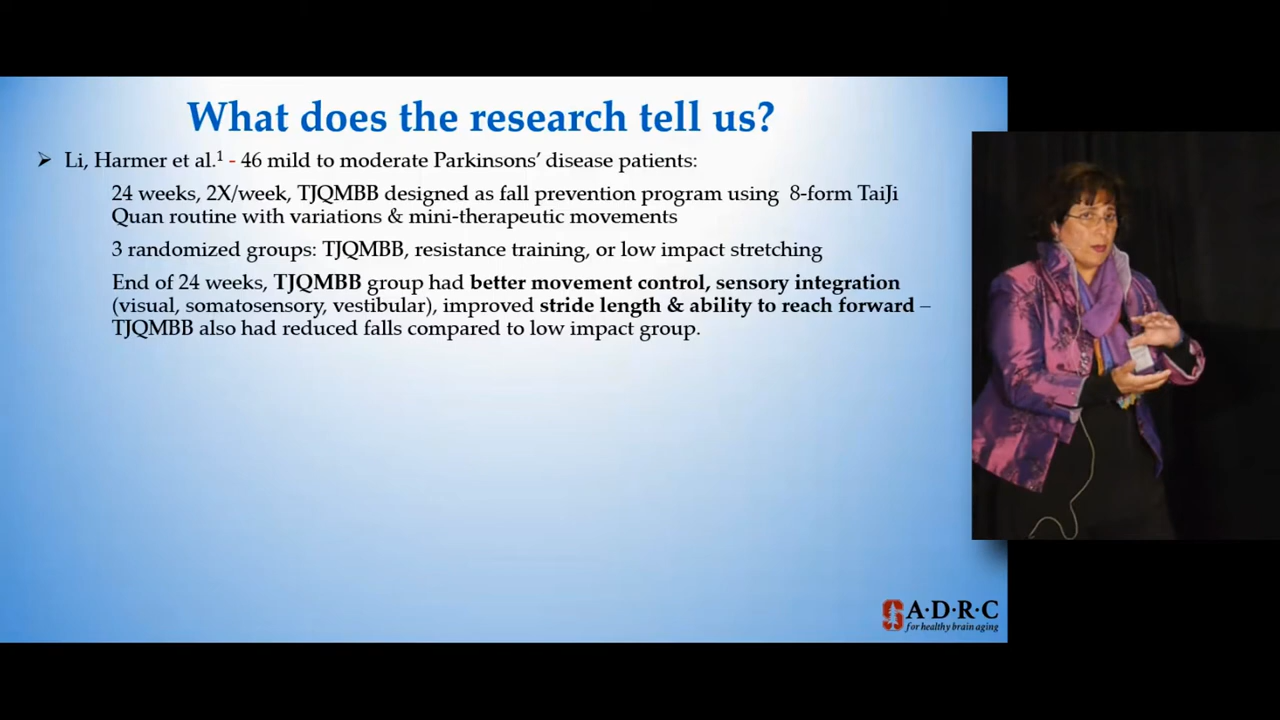 What does the research tell us?
➢ Li, Harmer et al.¹ - 46 mild to moderate Parkinsons’ disease patients:
24 weeks, 2X/week, TJQMBB designed as fall prevention program using 8-form TaiJi
Quan routine with variations & mini-therapeutic movements
3 randomized groups: TJQMBB, resistance training, or low impact stretching
End of 24 weeks, TJQMBB group had better movement control, sensory integration
(visual, somatosensory, vestibular), improved stride length & ability to reach forward –
TJQMBB also had reduced falls compared to low impact group.
A·D·R·C
for healthy brain aging